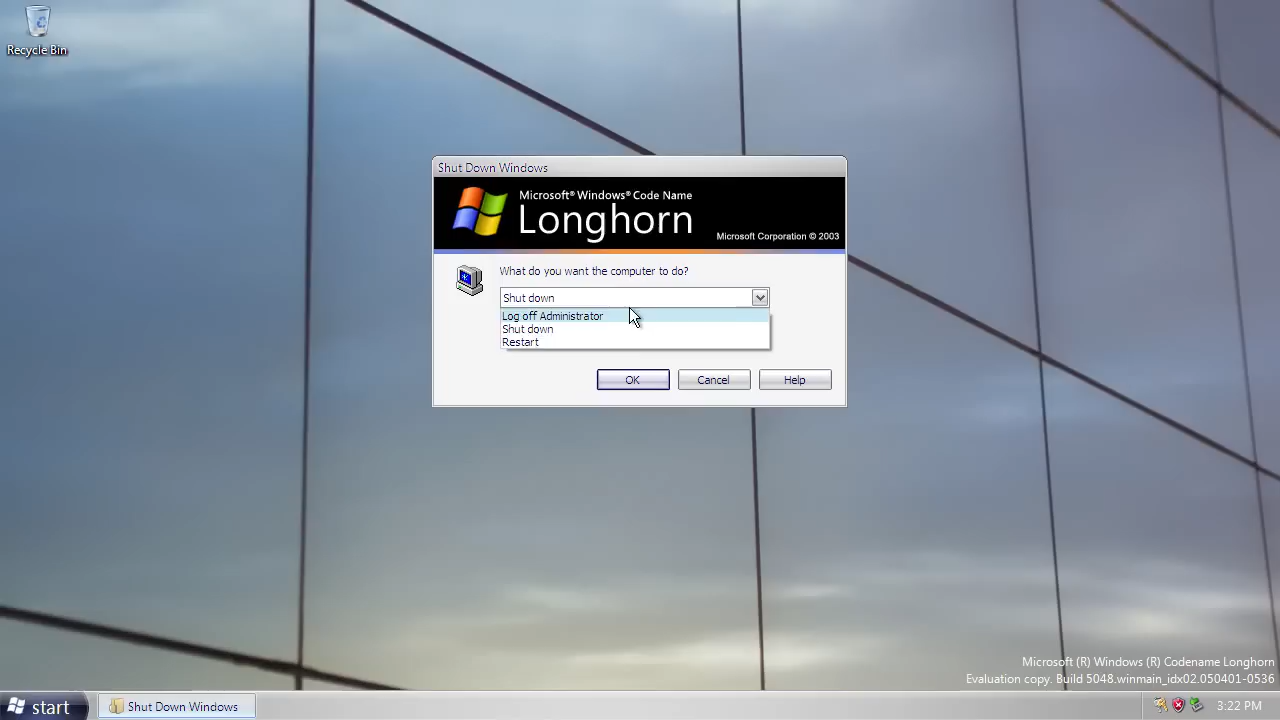 Recycle Bin
Shut Down Windows
Microsoft® Windows® Code Name
Longhorn
Microsoft Corporation © 2003
What do you want the computer to do?
Shut down
Log off Administrator
Shut down
Restart
OK
Cancel
Help
Microsoft (R) Windows (R) Codename Longhorn
Evaluation copy. Build 5048.winmain_idx02.050401-0536
start
Shut Down Windows
3:22 PM